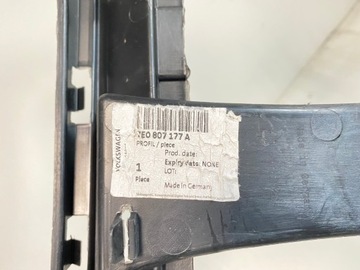 7E0 807 177 A
PROFIL / piece
Prod. date:
Expiry date: NONE
LOT:
1
Piece
Made in Germany
VOLKSWAGEN